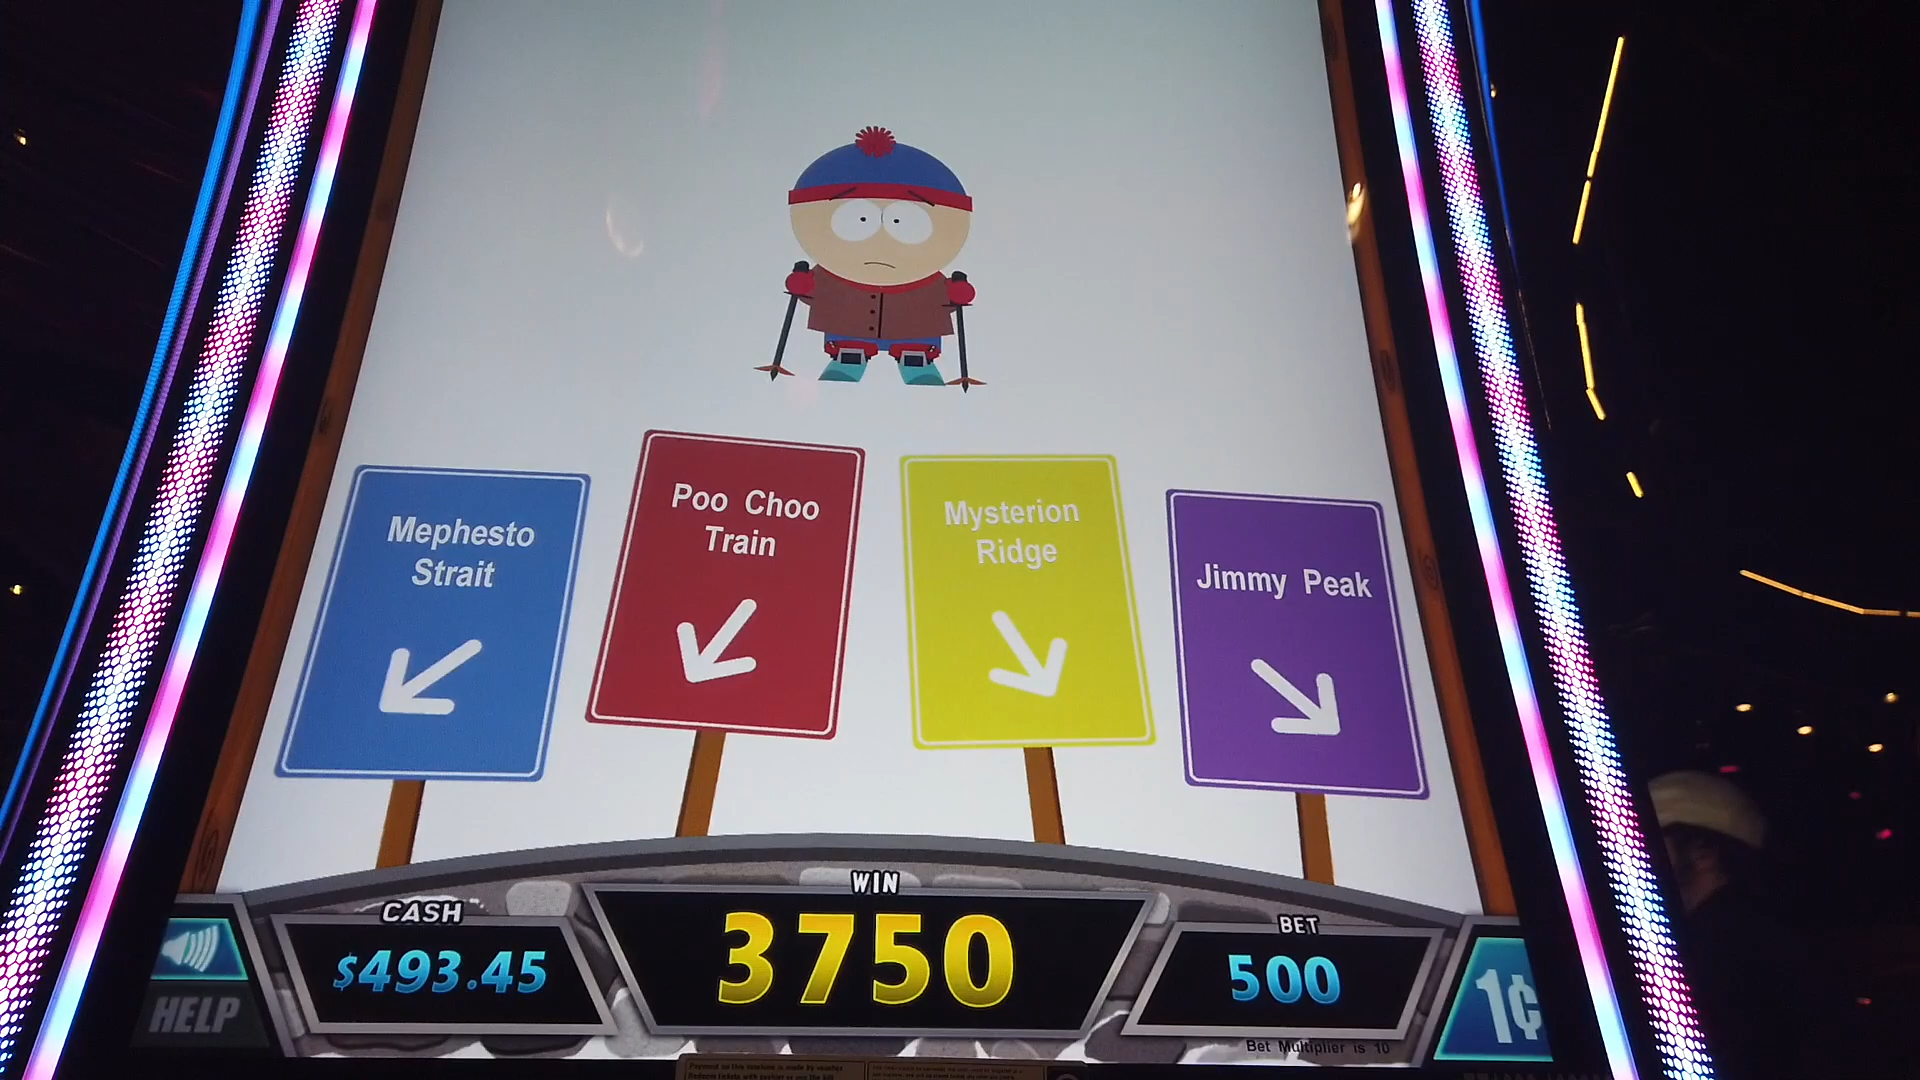 Mephesto
Strait
Poo Choo
Train
Mysterion
Ridge
Jimmy Peak
CASH
$493.45
WIN
3750
BET
500
HELP
1¢
Bet Multiplier is 10